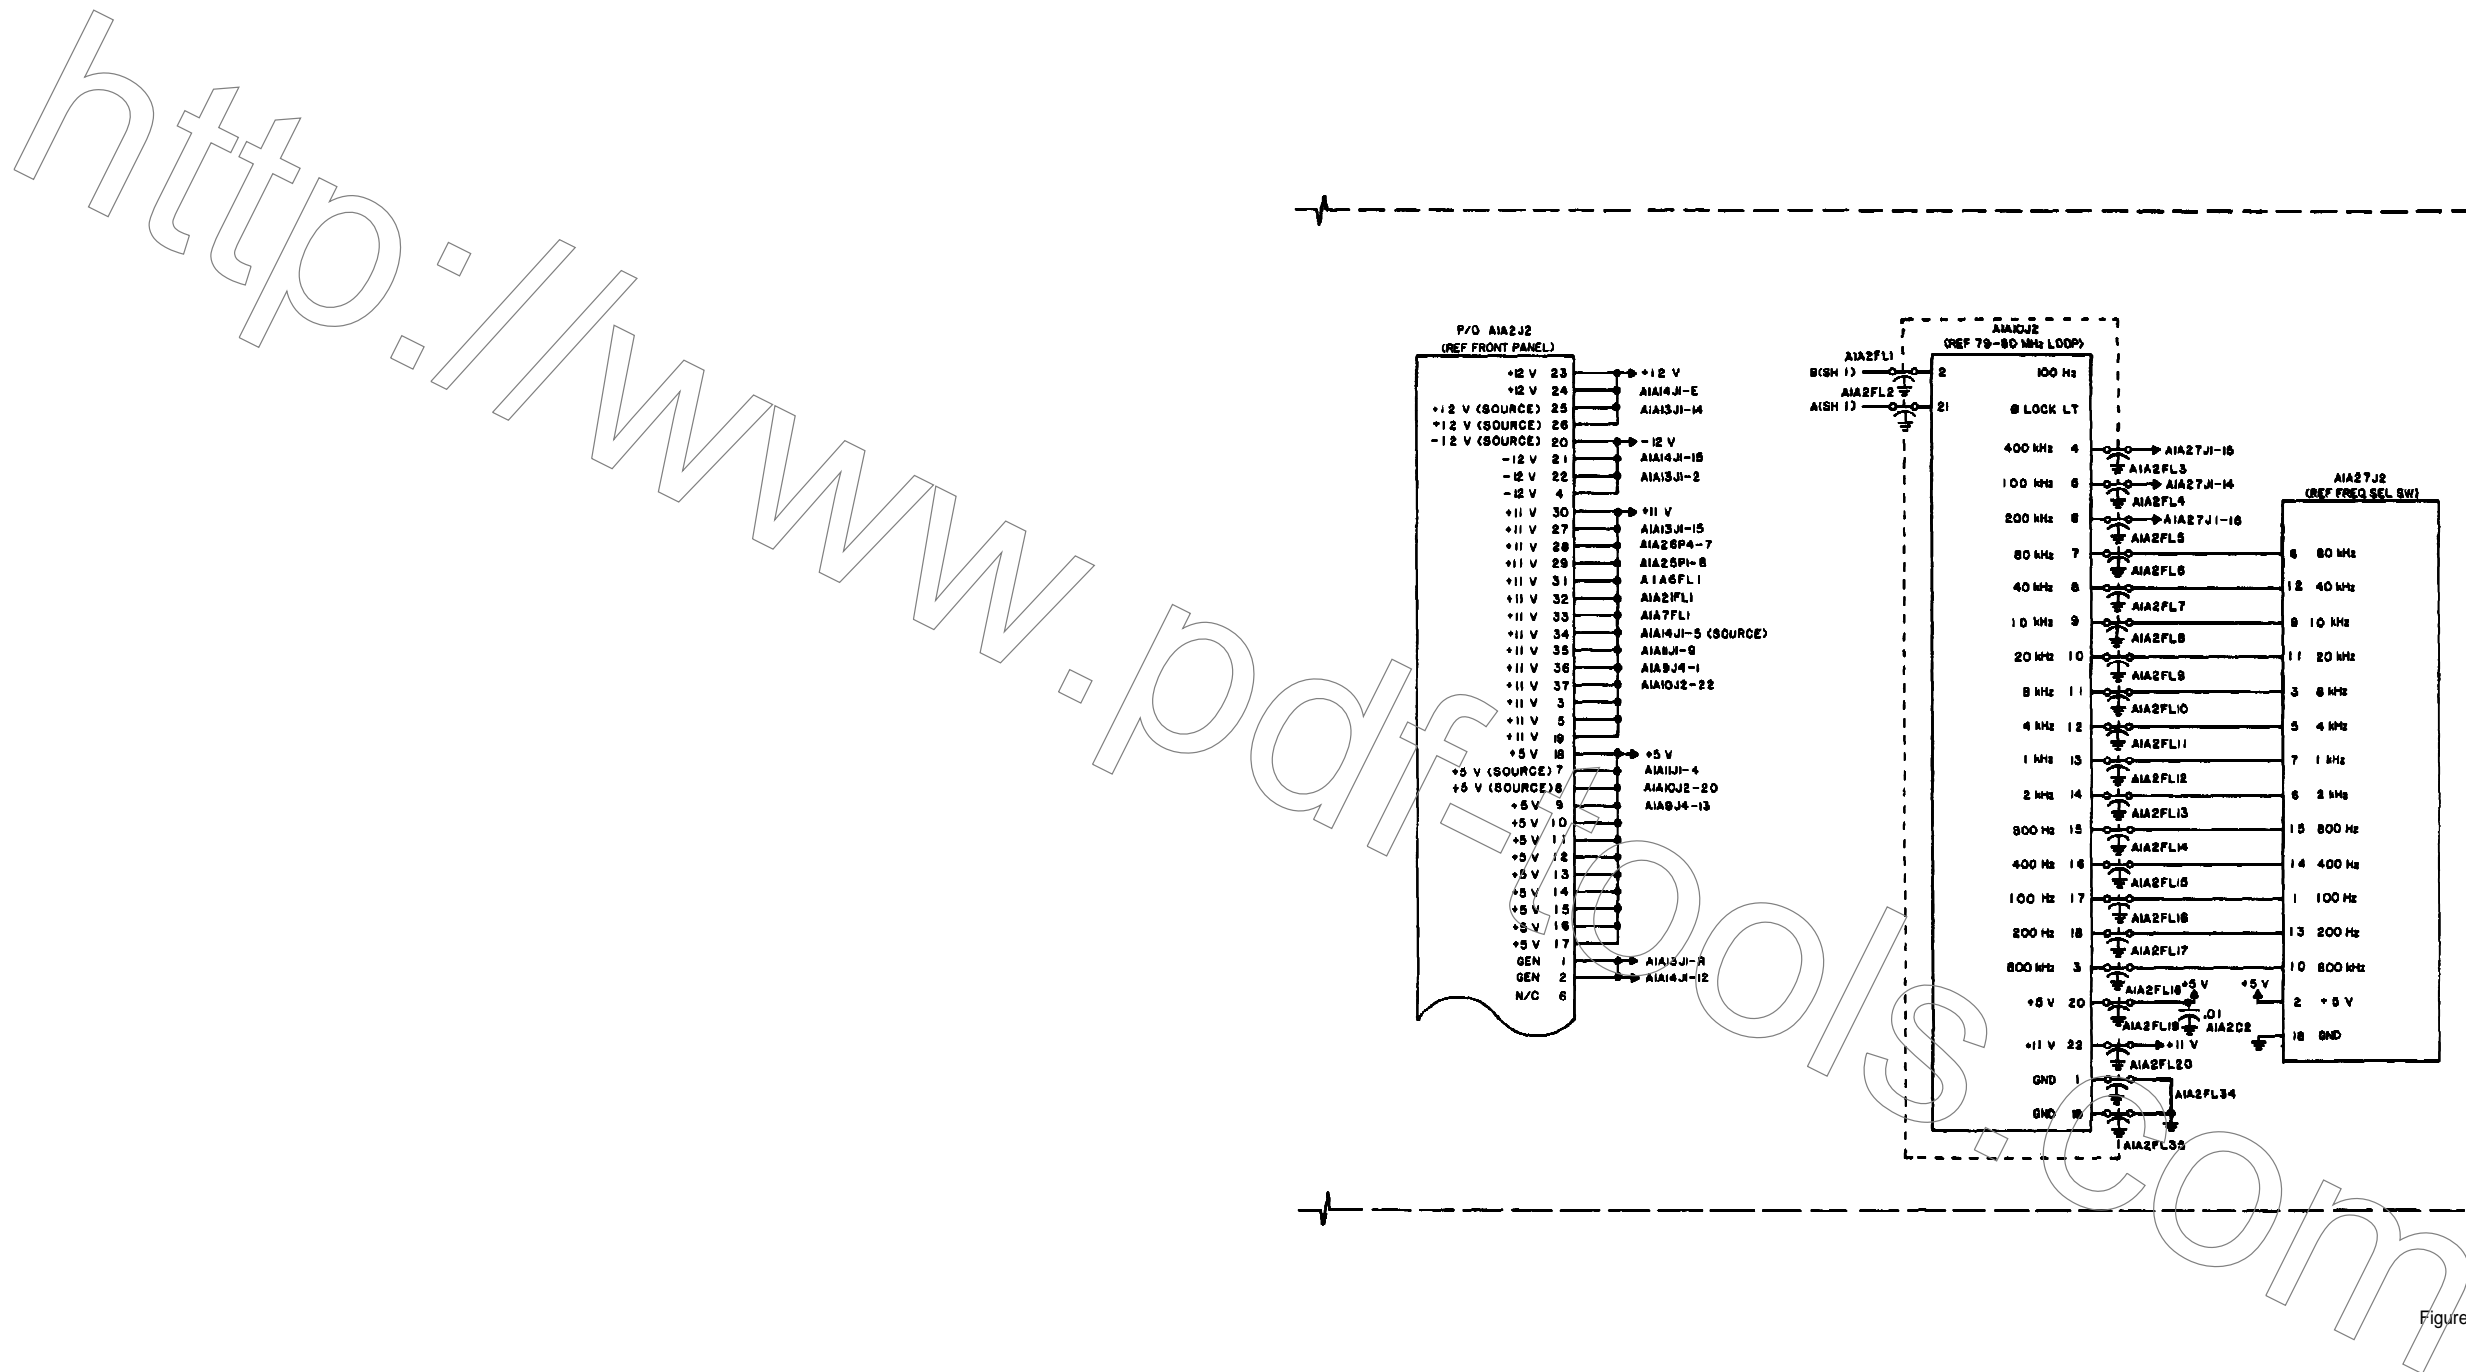 http://www.pdf-tools.com
P/O A1A2J2
(REF FRONT PANEL)
+12 V 23 +12 V
+12 V 24 A1A14J1-E
+12 V (SOURCE) 25 A1A13J1-14
+12 V (SOURCE) 26
-12 V (SOURCE) 20 -12 V
-12 V 21 A1A14J1-15
-12 V 22 A1A13J1-2
-12 V 4
+11 V 30 +11 V
+11 V 27 A1A13J1-15
+11 V 28 A1A26P4-7
+11 V 29 A1A25P1-8
+11 V 31 A1A6FL1
+11 V 32 A1A21FL1
+11 V 33 A1A7FL1
+11 V 34 A1A14J1-5 (SOURCE)
+11 V 35 A1A11J1-9
+11 V 36 A1A9J4-1
+11 V 37 A1A10J2-22
+11 V 3
+11 V 5
+11 V 19
+5 V 18 +5 V
+5 V (SOURCE) 7 A1A11J1-4
+5 V (SOURCE) 8 A1A10J2-20
+5 V 9 A1A9J4-13
+5 V 10
+5 V 11
+5 V 12
+5 V 13
+5 V 14
+5 V 15
+5 V 16
+5 V 17
GEN 1 A1A13J1-R
GEN 2 A1A14J1-12
N/C 6
A1A10J2
(REF 79-80 MHz LOOP)
A1A2FL1
B(SH 1) 2 100 Hz
A1A2FL2
A(SH 1) 21 θ LOCK LT
400 kHz 4 A1A27J1-15
A1A2FL3
100 kHz 5 A1A27J1-14
A1A2FL4
200 kHz 6 A1A27J1-16
A1A2FL5
80 kHz 7
A1A2FL6
40 kHz 8
A1A2FL7
10 kHz 9
A1A2FL8
20 kHz 10
A1A2FL9
8 kHz 11
A1A2FL10
4 kHz 12
A1A2FL11
1 kHz 13
A1A2FL12
2 kHz 14
A1A2FL13
800 Hz 15
A1A2FL14
400 Hz 16
A1A2FL15
100 Hz 17
A1A2FL16
200 Hz 18
A1A2FL17
800 kHz 3
A1A2FL18 +5 V
+5 V 20
.01
A1A2FL19 A1A2C2
+11 V 22 +11 V
A1A2FL20
GND 1
A1A2FL34
GND 19
A1A2FL35
A1A27J2
(REF FREQ SEL SW)
80 kHz
12 40 kHz
9 10 kHz
11 20 kHz
3 8 kHz
5 4 kHz
7 1 kHz
6 2 kHz
15 800 Hz
14 400 Hz
1 100 Hz
13 200 Hz
10 800 kHz
+5 V
2 +5 V
GND
Figure